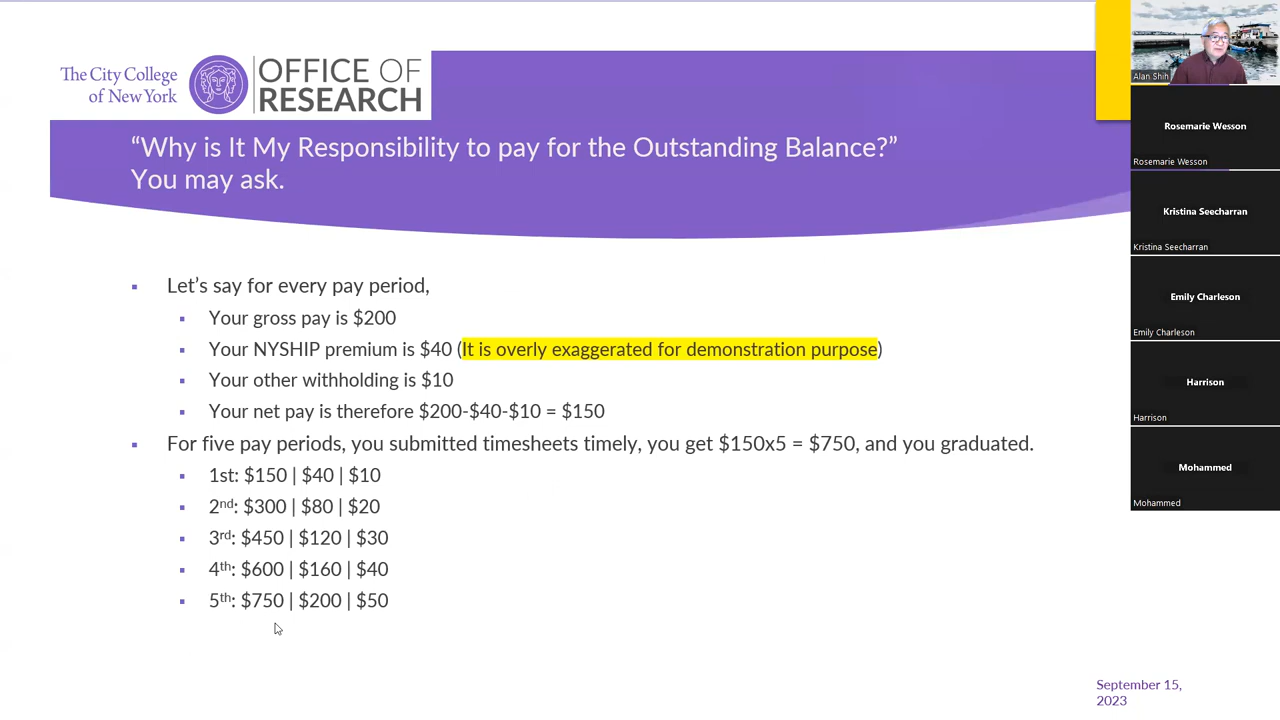 The City College
of New York
OFFICE OF
RESEARCH
“Why is It My Responsibility to pay for the Outstanding Balance?”
You may ask.
Let’s say for every pay period,
Your gross pay is $200
Your NYSHIP premium is $40 (It is overly exaggerated for demonstration purpose)
Your other withholding is $10
Your net pay is therefore $200-$40-$10 = $150
For five pay periods, you submitted timesheets timely, you get $150x5 = $750, and you graduated.
1st: $150 | $40 | $10
2nd: $300 | $80 | $20
3rd: $450 | $120 | $30
4th: $600 | $160 | $40
5th: $750 | $200 | $50
September 15,
2023
Alan Shih
Rosemarie Wesson
Rosemarie Wesson
Kristina Seecharran
Kristina Seecharran
Emily Charleson
Emily Charleson
Harrison
Harrison
Mohammed
Mohammed